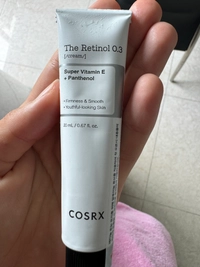 The Retinol 0.3
[/cream/]
Super Vitamin E
+ Panthenol
• Firmness & Smooth
• Youthful-looking Skin
20 mL / 0.67 fl. oz.
COSRX